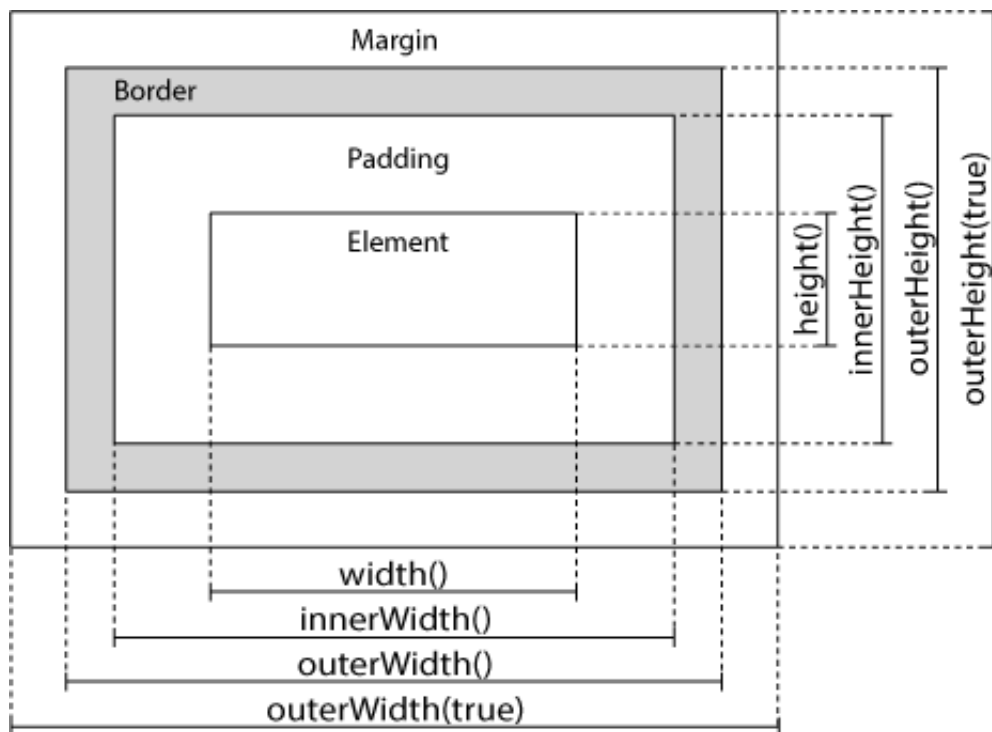 Margin
Border
Padding
Element
height()
innerHeight()
outerHeight()
outerHeight(true)
width()
innerWidth()
outerWidth()
outerWidth(true)